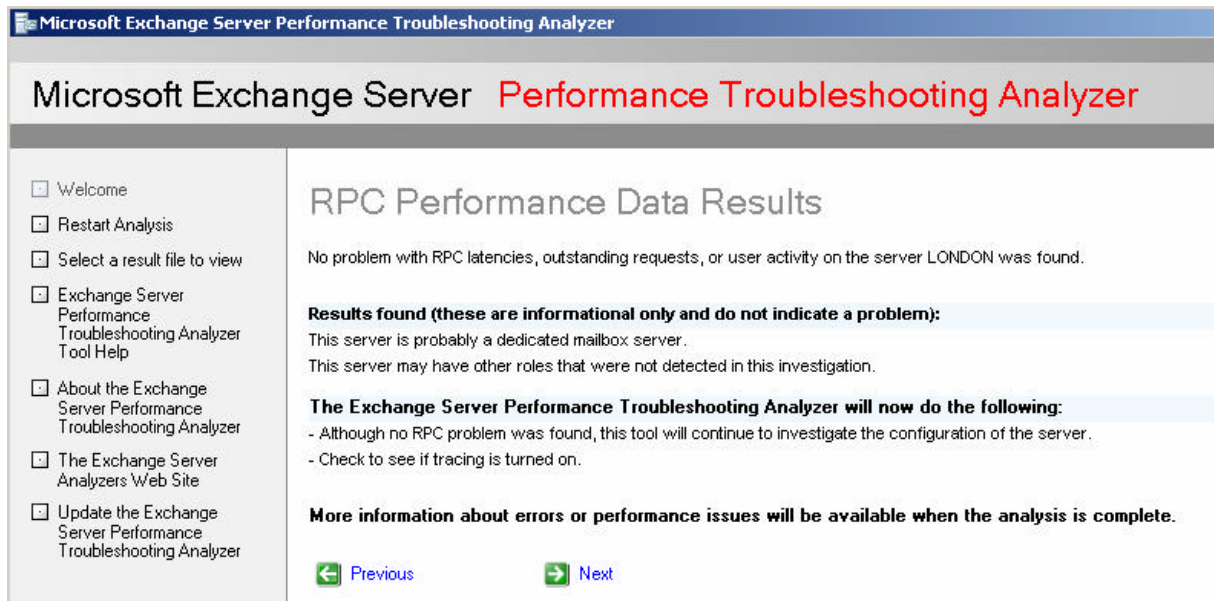 Microsoft Exchange Server Performance Troubleshooting Analyzer
Microsoft Exchange Server Performance Troubleshooting Analyzer
Welcome
Restart Analysis
Select a result file to view
Exchange Server
Performance
Troubleshooting Analyzer
Tool Help
About the Exchange
Server Performance
Troubleshooting Analyzer
The Exchange Server
Analyzers Web Site
Update the Exchange
Server Performance
Troubleshooting Analyzer
RPC Performance Data Results
No problem with RPC latencies, outstanding requests, or user activity on the server LONDON was found.
Results found (these are informational only and do not indicate a problem):
This server is probably a dedicated mailbox server.
This server may have other roles that were not detected in this investigation.
The Exchange Server Performance Troubleshooting Analyzer will now do the following:
- Although no RPC problem was found, this tool will continue to investigate the configuration of the server.
- Check to see if tracing is turned on.
More information about errors or performance issues will be available when the analysis is complete.
Previous
Next